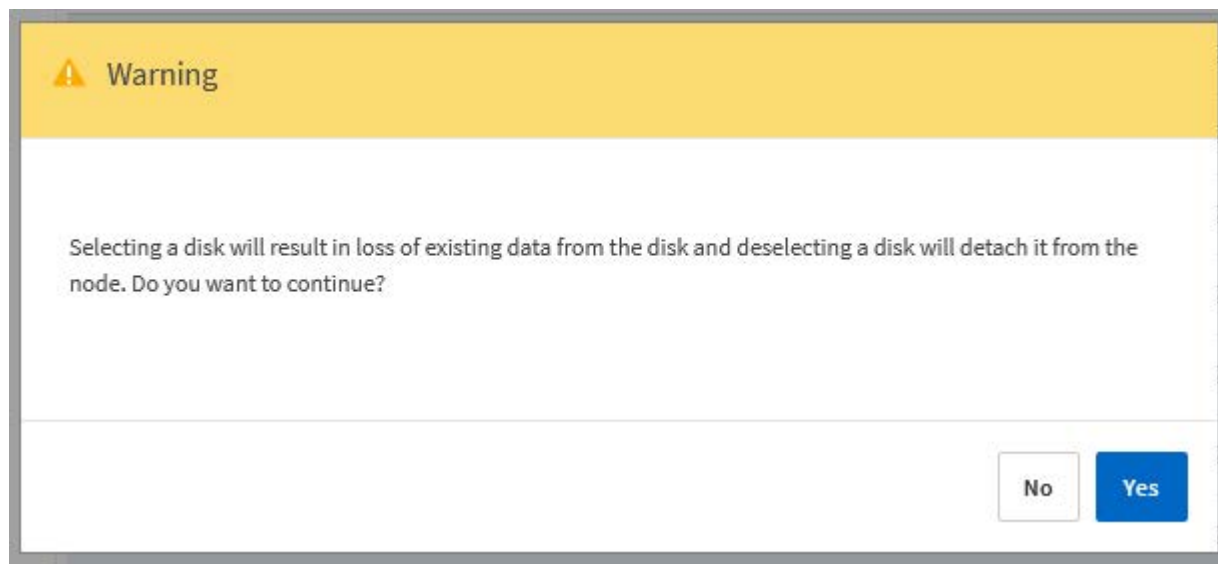 Warning
Selecting a disk will result in loss of existing data from the disk and deselecting a disk will detach it from the
node. Do you want to continue?
No
Yes